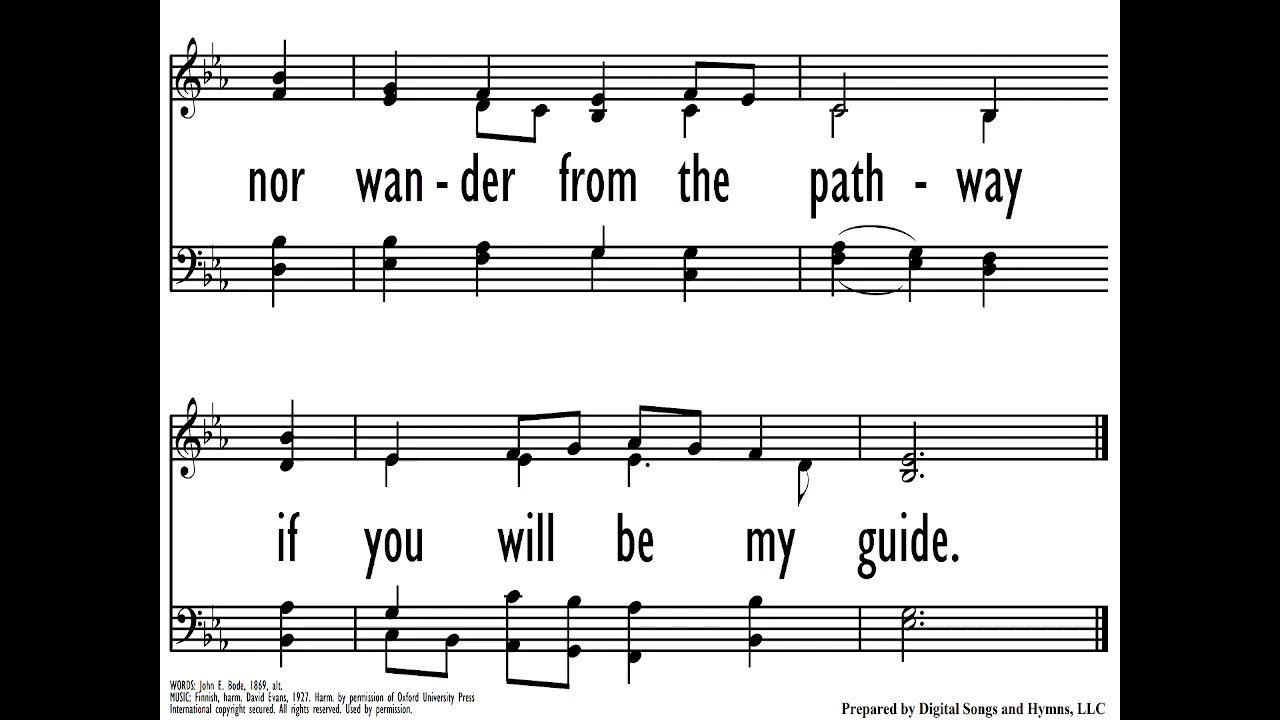 nor wan - der from the path - way
if you will be my guide.
WORDS: John E. Bode, 1869, alt.
MUSIC: Finnish, harm. David Evans, 1927. Harm. by permission of Oxford University Press
International copyright secured. All rights reserved. Used by permission.
Prepared by Digital Songs and Hymns, LLC